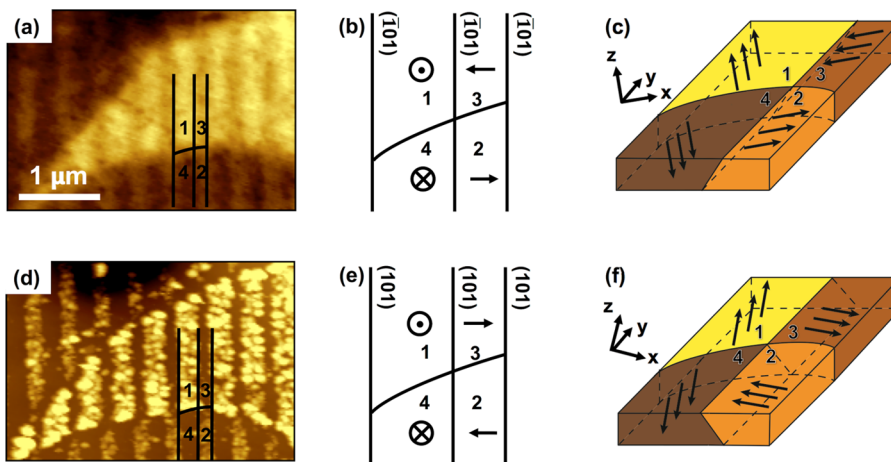 (a)
1 3
4 2
1 μm
(b)
(1̄01)
(1̄01)
(1̄01)
1 3
4 2
(c)
z y x
1 3
4 2
(d)
1 3
4 2
(e)
(101)
(101)
(101)
1 3
4 2
(f)
z y x
1 3
4 2